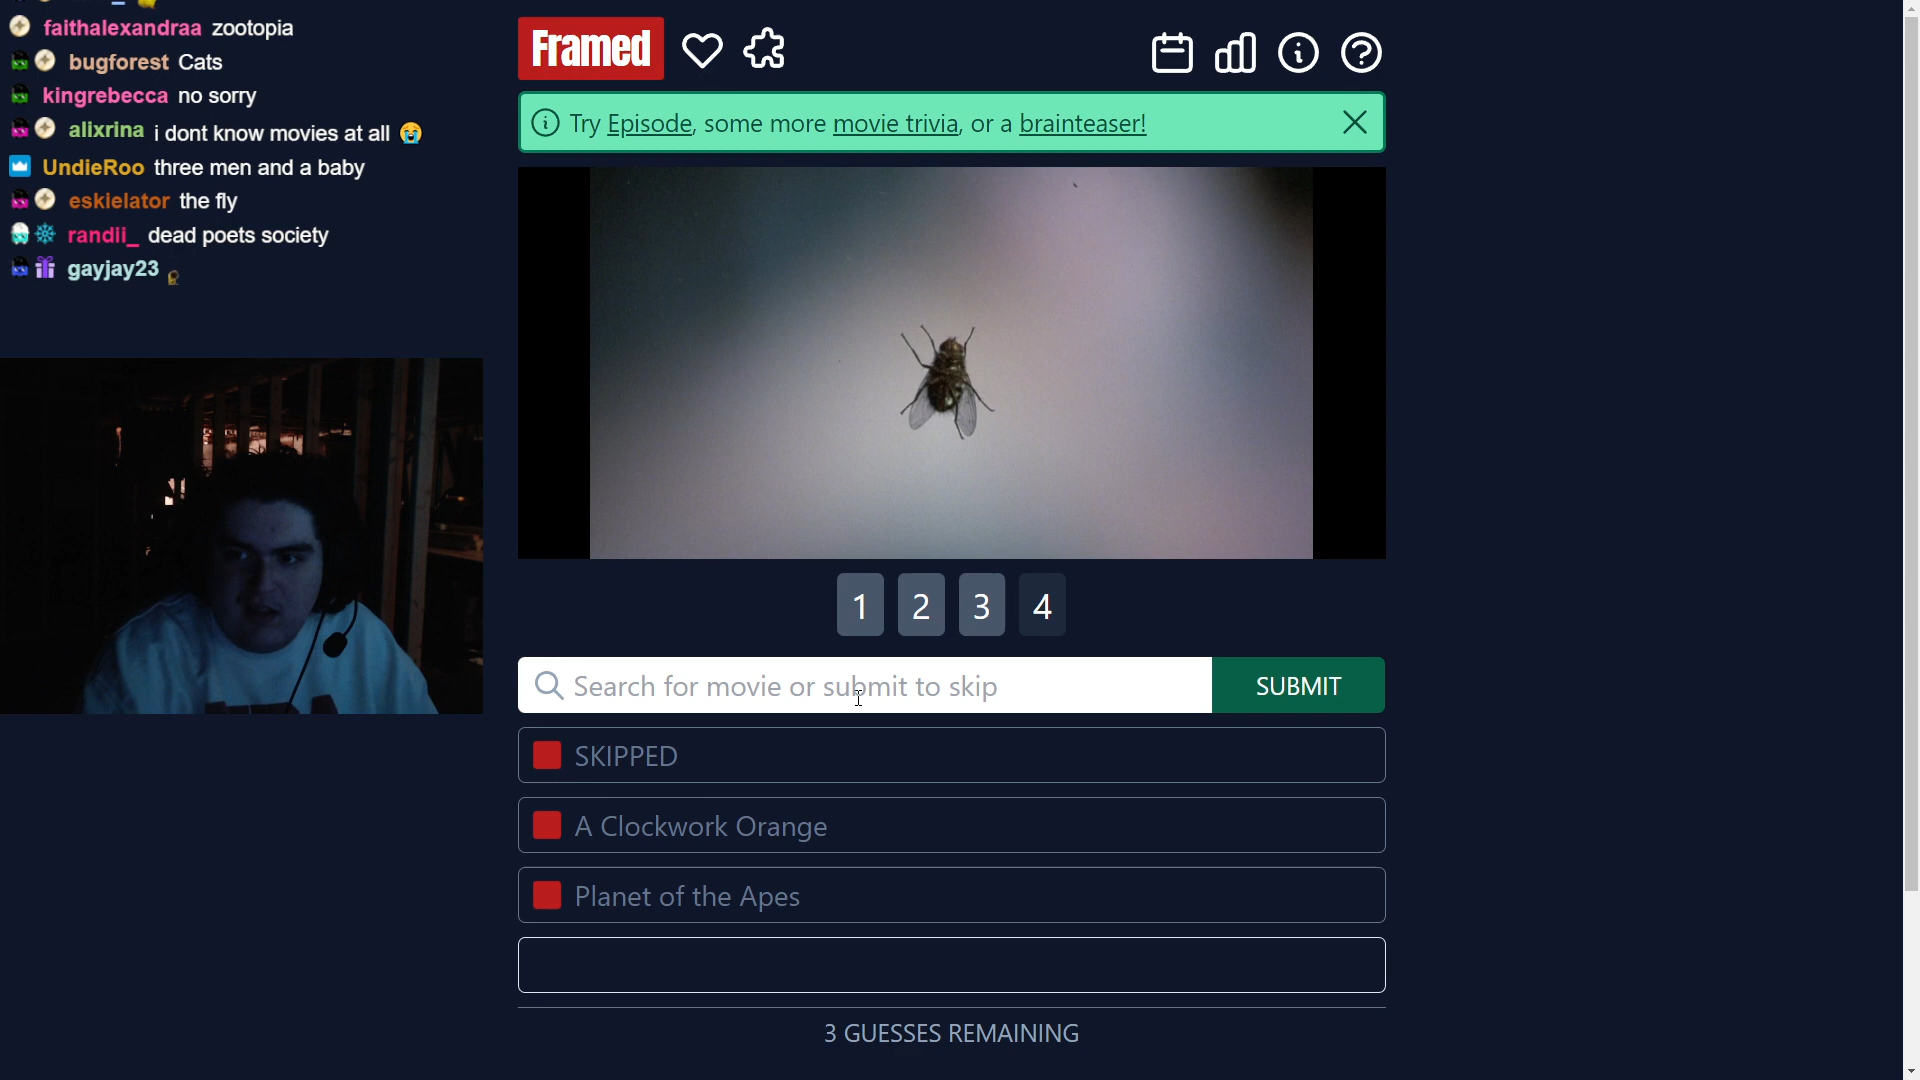 faithalexandraa zootopia
bugforest Cats
kingrebecca no sorry
alixrina i dont know movies at all
UndieRoo three men and a baby
eskielator the fly
randii_ dead poets society
gayjay23
Framed
Try Episode, some more movie trivia, or a brainteaser!
1 2 3 4
Search for movie or submit to skip
SUBMIT
SKIPPED
A Clockwork Orange
Planet of the Apes
3 GUESSES REMAINING